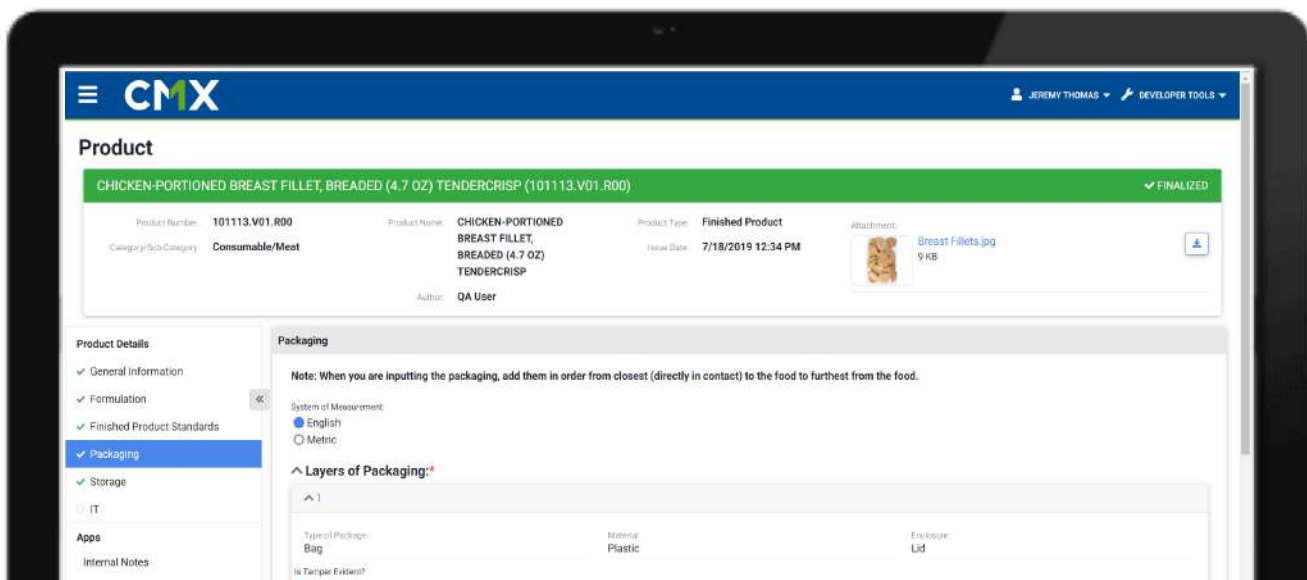 CMX
JEREMY THOMAS
DEVELOPER TOOLS
Product
CHICKEN-PORTIONED BREAST FILLET, BREADED (4.7 OZ) TENDERCRISP (101113.V01.R00)
FINALIZED
Product Number: 101113.V01.R00
Category/Sub-Category: Consumable/Meat
Product Name: CHICKEN-PORTIONED
BREAST FILLET,
BREADED (4.7 OZ)
TENDERCRISP
Author: QA User
Product Type: Finished Product
Issue Date: 7/18/2019 12:34 PM
Attachment:
Breast Fillets.jpg
9 KB
Product Details
General Information
Formulation
Finished Product Standards
Packaging
Storage
IT
Apps
Internal Notes
Packaging
Note: When you are inputting the packaging, add them in order from closest (directly in contact) to the food to furthest from the food.
System of Measurement:
English
Metric
Layers of Packaging:*
1
Type of Package:
Bag
Material:
Plastic
Enclosure:
Lid
Is Tamper Evident?